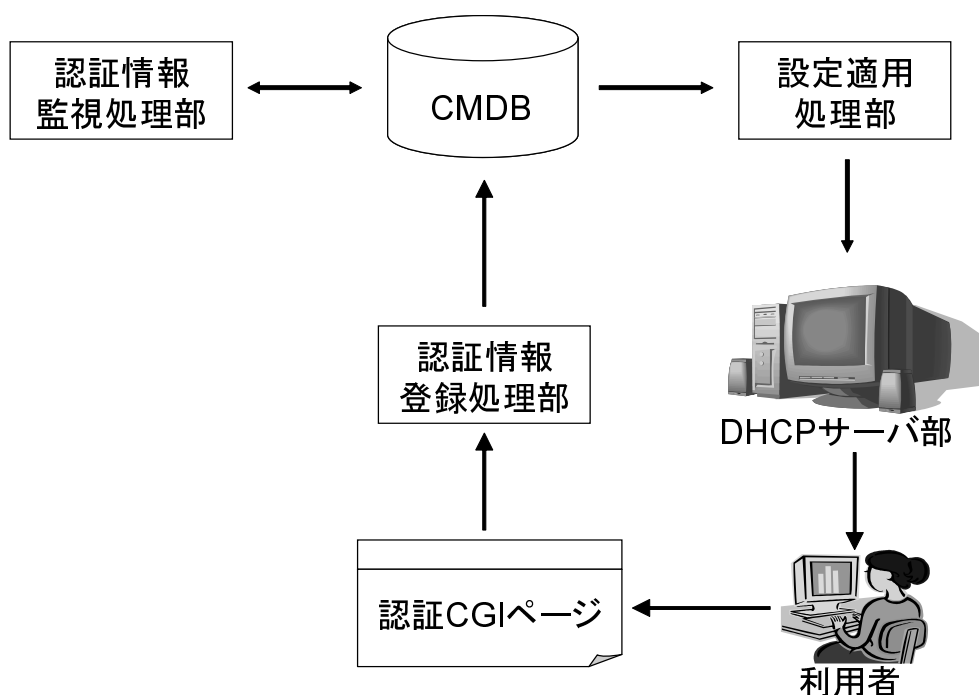 認証情報
監視処理部
CMDB
設定適用
処理部
認証情報
登録処理部
DHCPサーバ部
認証CGIページ
利用者